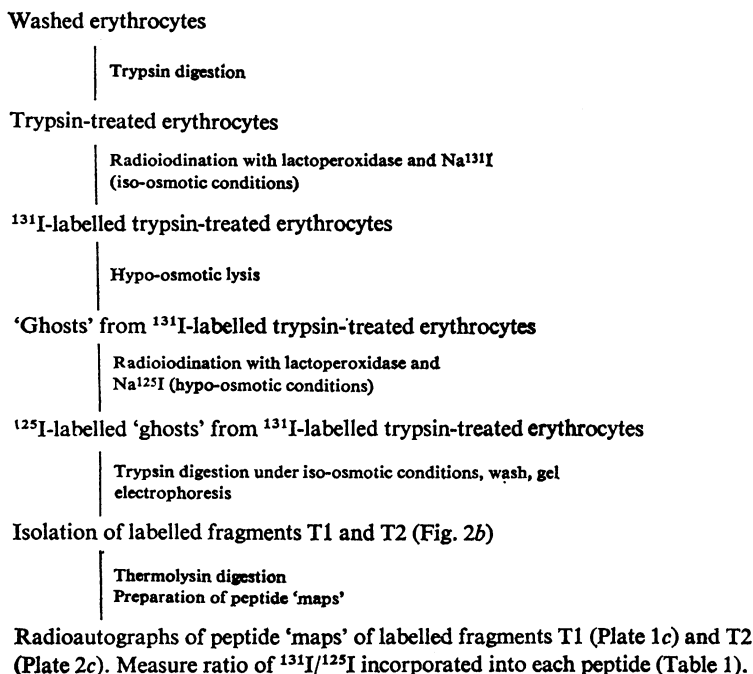 Washed erythrocytes
Trypsin digestion
Trypsin-treated erythrocytes
Radioiodination with lactoperoxidase and Na¹³¹I
(iso-osmotic conditions)
¹³¹I-labelled trypsin-treated erythrocytes
Hypo-osmotic lysis
‘Ghosts’ from ¹³¹I-labelled trypsin-treated erythrocytes
Radioiodination with lactoperoxidase and
Na¹²⁵I (hypo-osmotic conditions)
¹²⁵I-labelled ‘ghosts’ from ¹³¹I-labelled trypsin-treated erythrocytes
Trypsin digestion under iso-osmotic conditions, wash, gel
electrophoresis
Isolation of labelled fragments T1 and T2 (Fig. 2b)
Thermolysin digestion
Preparation of peptide ‘maps’
Radioautographs of peptide ‘maps’ of labelled fragments T1 (Plate 1c) and T2
(Plate 2c). Measure ratio of ¹³¹I/¹²⁵I incorporated into each peptide (Table 1).